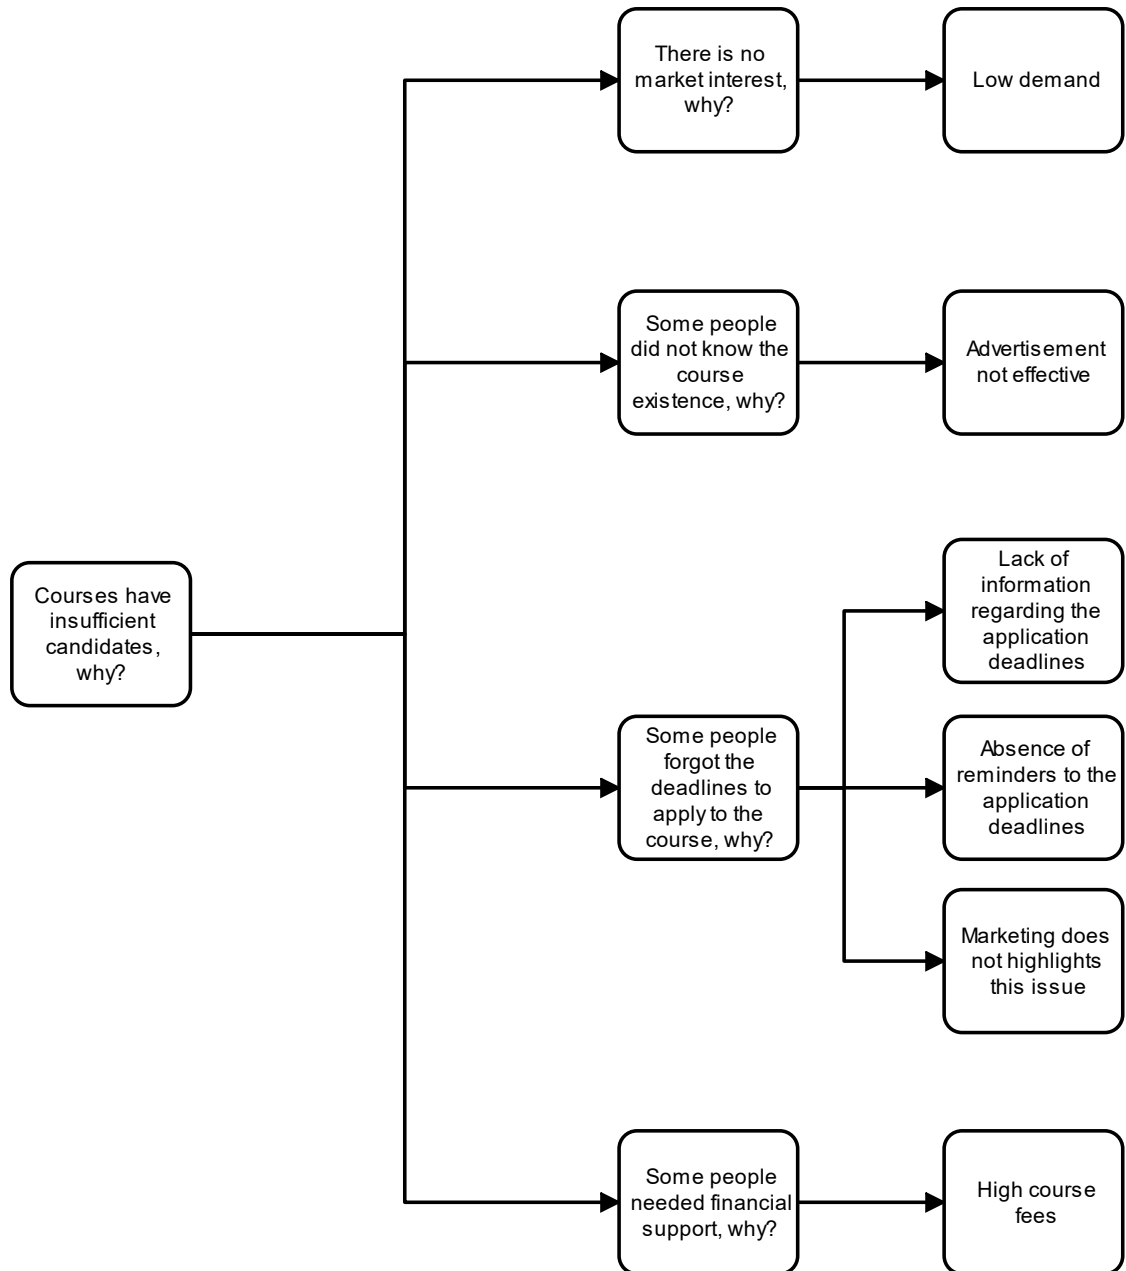 There is no
market interest,
why?
Low demand
Some people
did not know the
course
existence, why?
Advertisement
not effective
Courses have
insufficient
candidates,
why?
Lack of
information
regarding the
application
deadlines
Some people
forgot the
deadlines to
apply to the
course, why?
Absence of
reminders to the
application
deadlines
Marketing does
not highlights
this issue
Some people
needed financial
support, why?
High course
fees